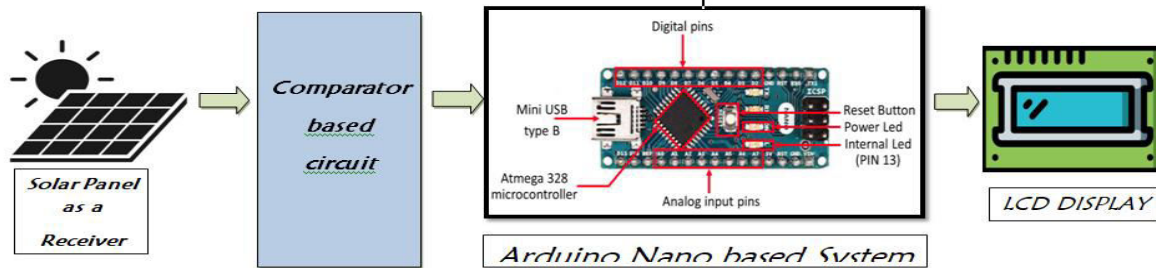 Solar Panel
as a
Receiver
Comparator
based
circuit
Digital pins
Mini USB
type B
Atmega 328
microcontroller
Analog input pins
ICSP
Reset Button
Power Led
Internal Led
(PIN 13)
Arduino Nano based System
LCD DISPLAY